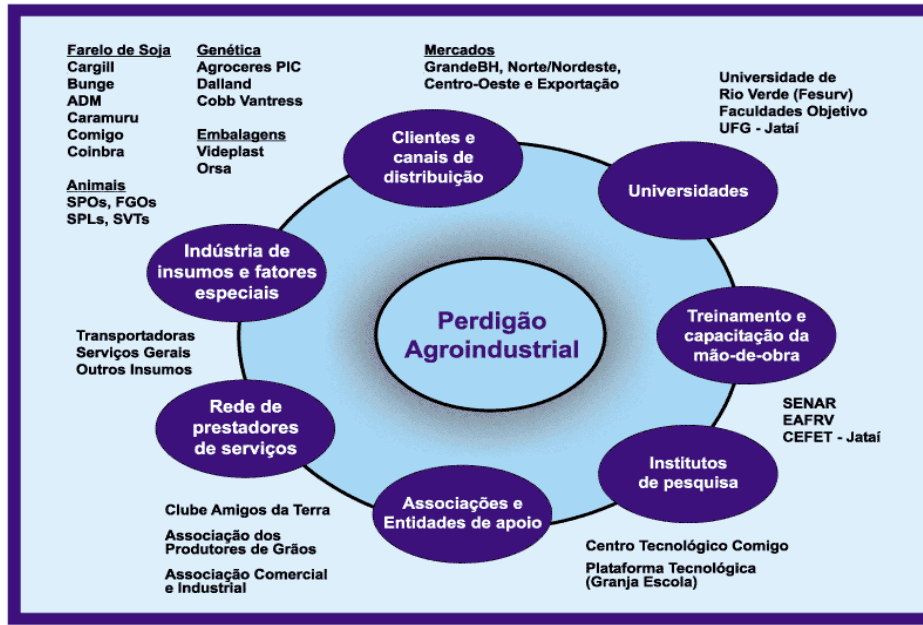 Farelo de Soja
Cargill
Bunge
ADM
Caramuru
Comigo
Coinbra
Animais
SPOs, FGOs
SPLs, SVTs
Genética
Agroceres PIC
Dalland
Cobb Vantress
Embalagens
Videplast
Orsa
Mercados
GrandeBH, Norte/Nordeste,
Centro-Oeste e Exportação
Universidade de
Rio Verde (Fesurv)
Faculdades Objetivo
UFG - Jataí
Clientes e
canais de
distribuição
Universidades
Indústria de
insumos e fatores
especiais
Perdigão
Agroindustrial
Treinamento e
capacitação da
mão-de-obra
Transportadoras
Serviços Gerais
Outros Insumos
Rede de
prestadores
de serviços
SENAR
EAFRV
CEFET - Jataí
Institutos
de pesquisa
Associações e
Entidades de apoio
Clube Amigos da Terra
Associação dos
Produtores de Grãos
Associação Comercial
e Industrial
Centro Tecnológico Comigo
Plataforma Tecnológica
(Granja Escola)